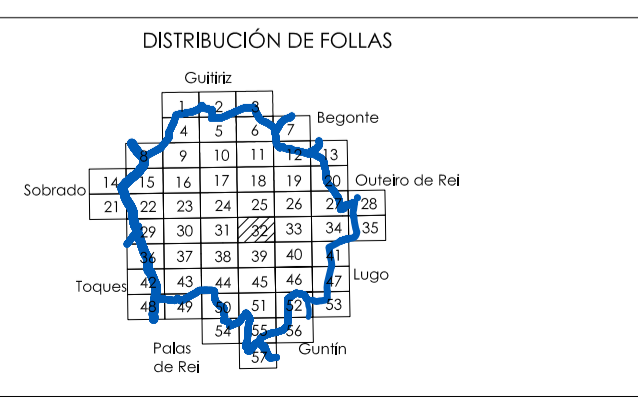 DISTRIBUCIÓN DE FOLLAS
Guitiriz
1 2 3
Begonte
4 5 6 7
8 9 10 11 12 13
Sobrado 14 15 16 17 18 19 20 Outeiro de Rei
21 22 23 24 25 26 27 28
29 30 31 32 33 34 35
36 37 38 39 40 41
Toques 42 43 44 45 46 47 Lugo
48 49 50 51 52 53
54 55 56
Palas de Rei
57
Guntín